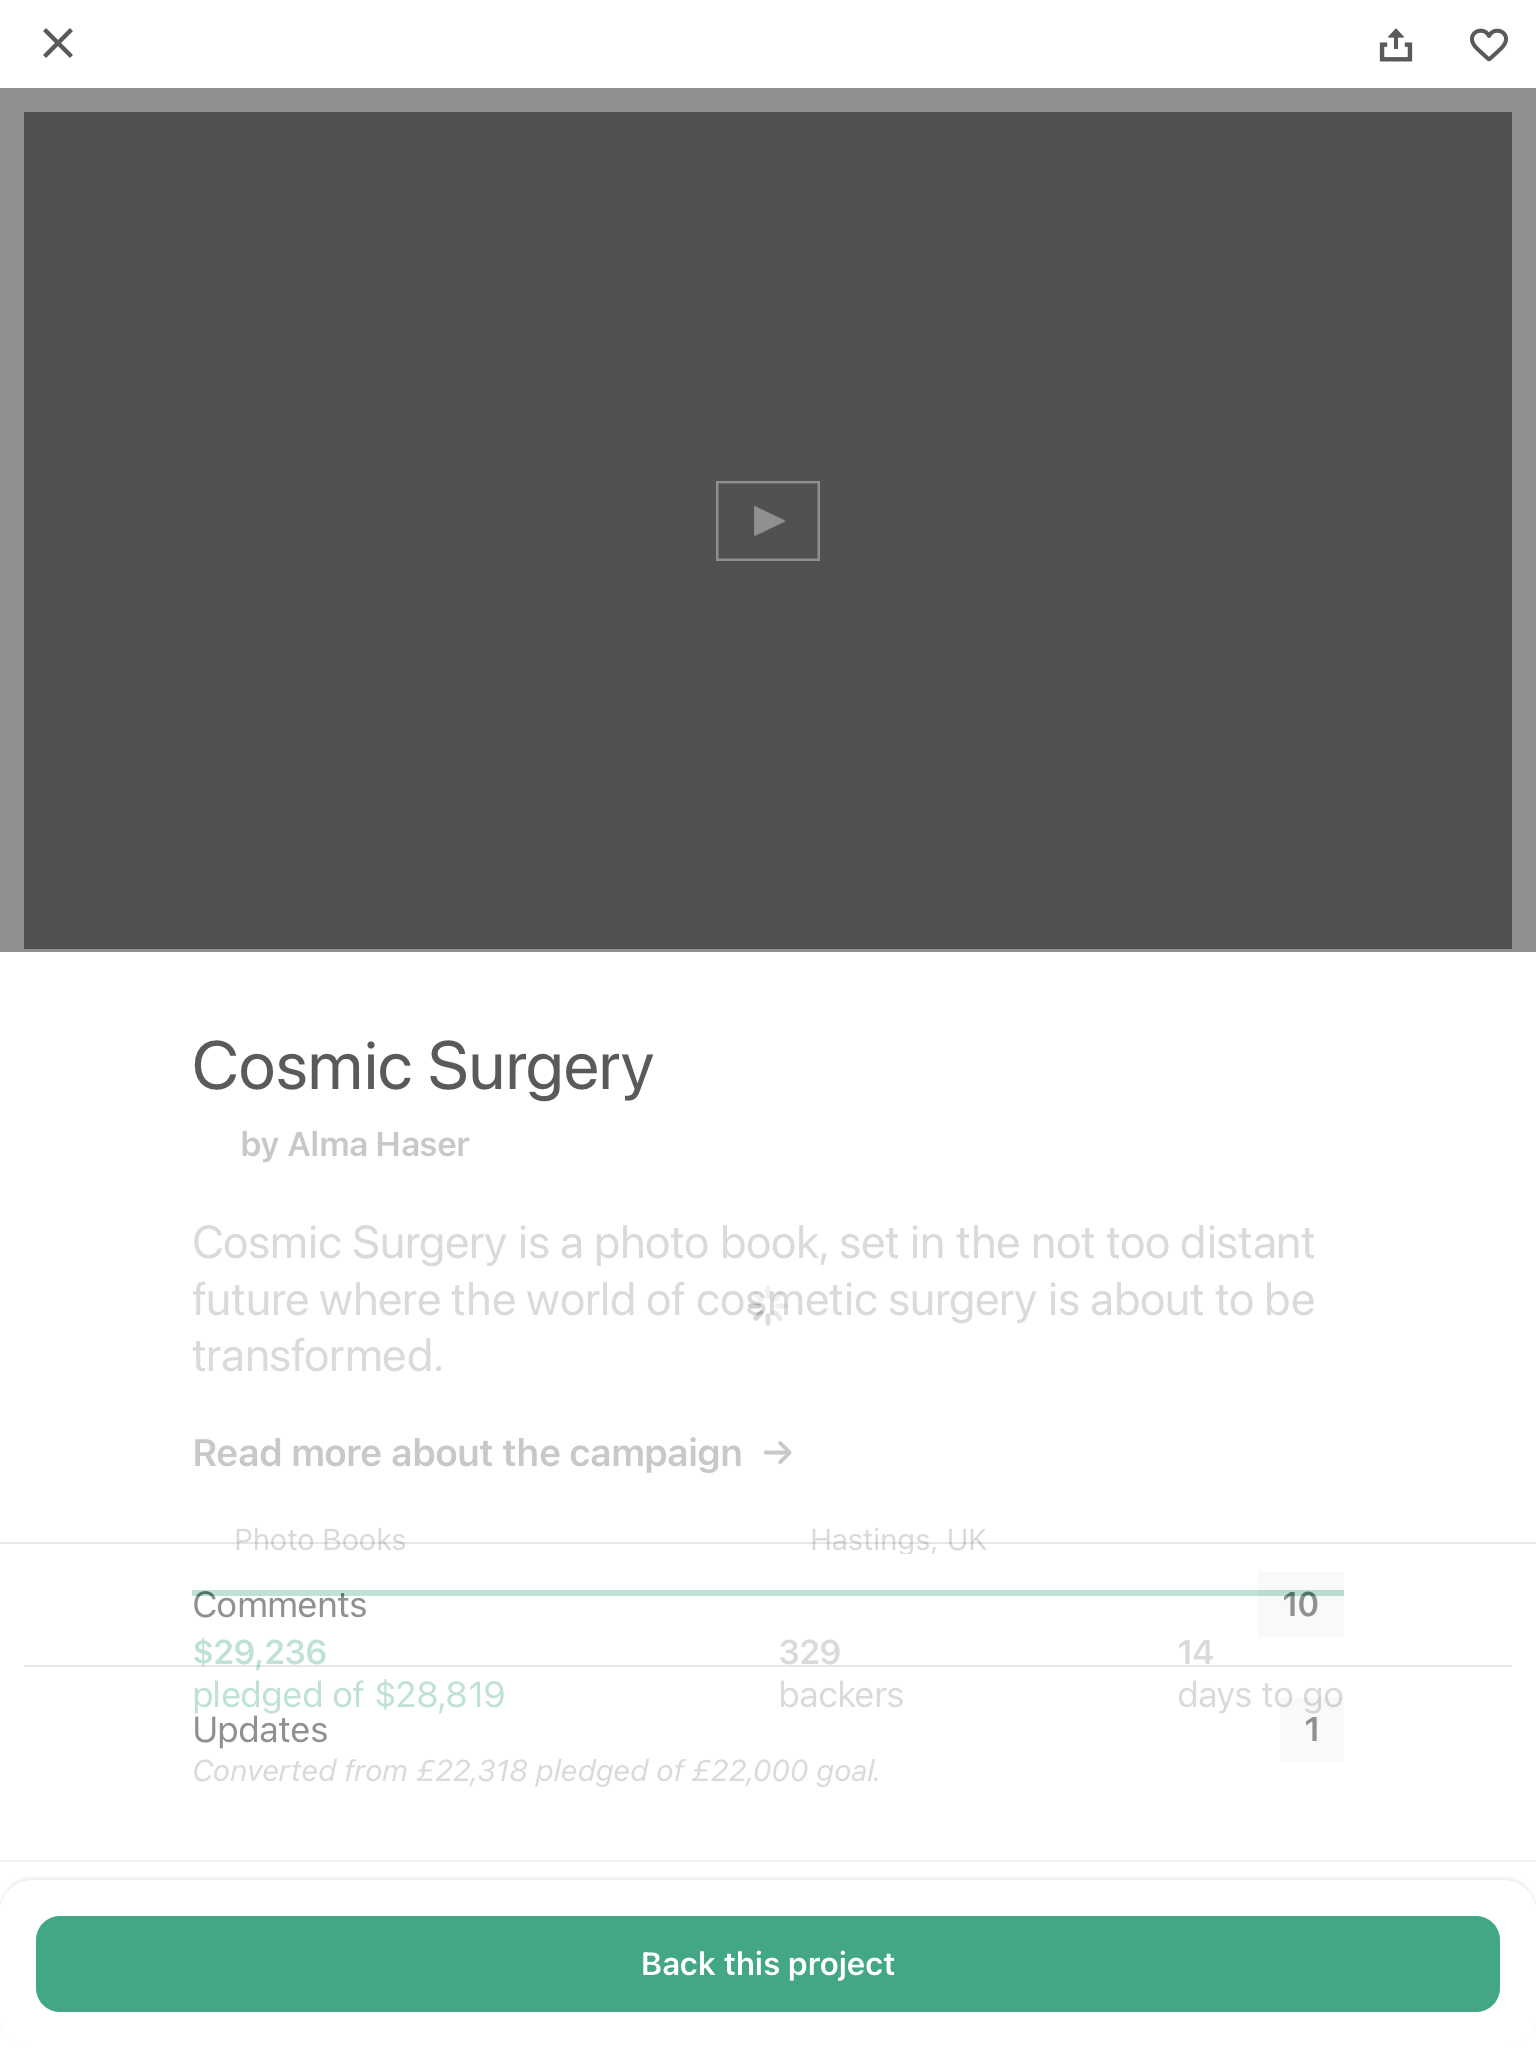 Cosmic Surgery
by Alma Haser
Cosmic Surgery is a photo book, set in the not too distant
future where the world of cosmetic surgery is about to be
transformed.
Read more about the campaign
Photo Books
Hastings, UK
Comments
10
$29,236
329
14
pledged of $28,819
backers
days to go
Updates
1
Converted from £22,318 pledged of £22,000 goal.
Back this project